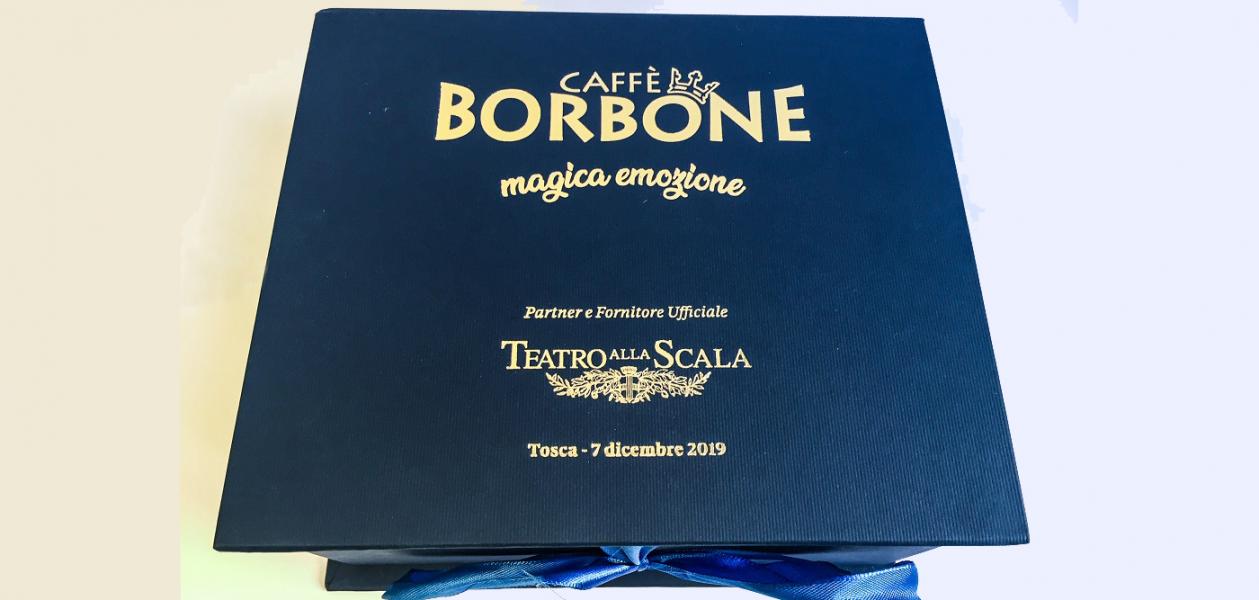 CAFFÈ
BORBONE
magica emozione
Partner e Fornitore Ufficiale
TEATRO ALLA SCALA
Tosca - 7 dicembre 2019